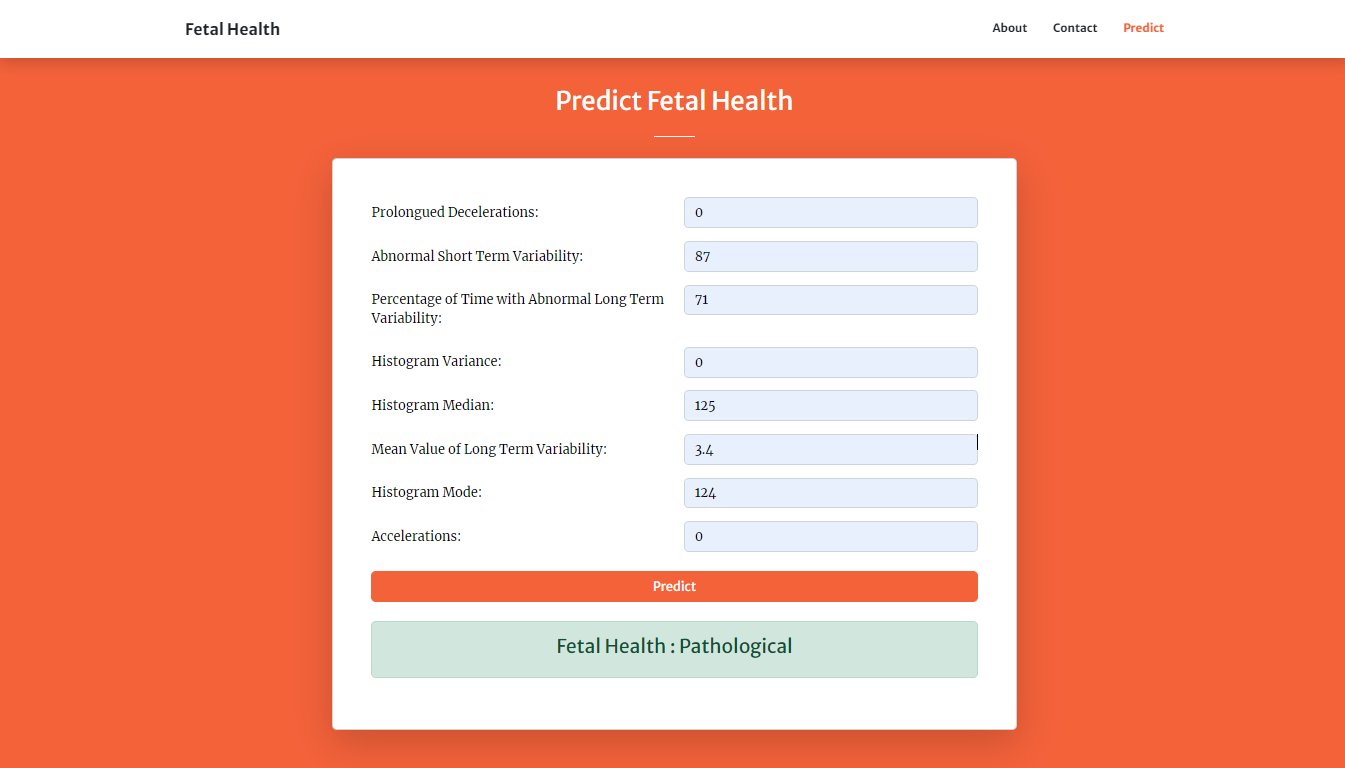 Fetal Health
About Contact Predict
Predict Fetal Health
Prolongued Decelerations: 0
Abnormal Short Term Variability: 87
Percentage of Time with Abnormal Long Term 71
Variability:
Histogram Variance: 0
Histogram Median: 125
Mean Value of Long Term Variability: 3.4
Histogram Mode: 124
Accelerations: 0
Predict
Fetal Health : Pathological